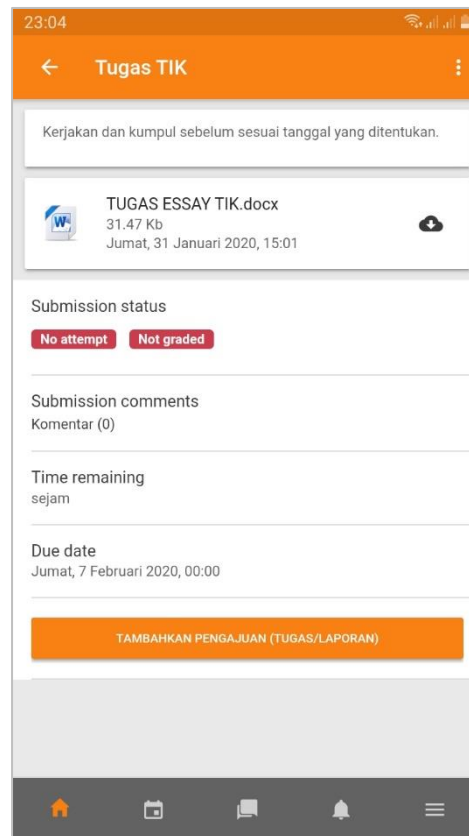 23:04
Tugas TIK
Kerjakan dan kumpul sebelum sesuai tanggal yang ditentukan.
TUGAS ESSAY TIK.docx
31.47 Kb
Jumat, 31 Januari 2020, 15:01
Submission status
No attempt Not graded
Submission comments
Komentar (0)
Time remaining
sejam
Due date
Jumat, 7 Februari 2020, 00:00
TAMBAHKAN PENGAJUAN (TUGAS/LAPORAN)